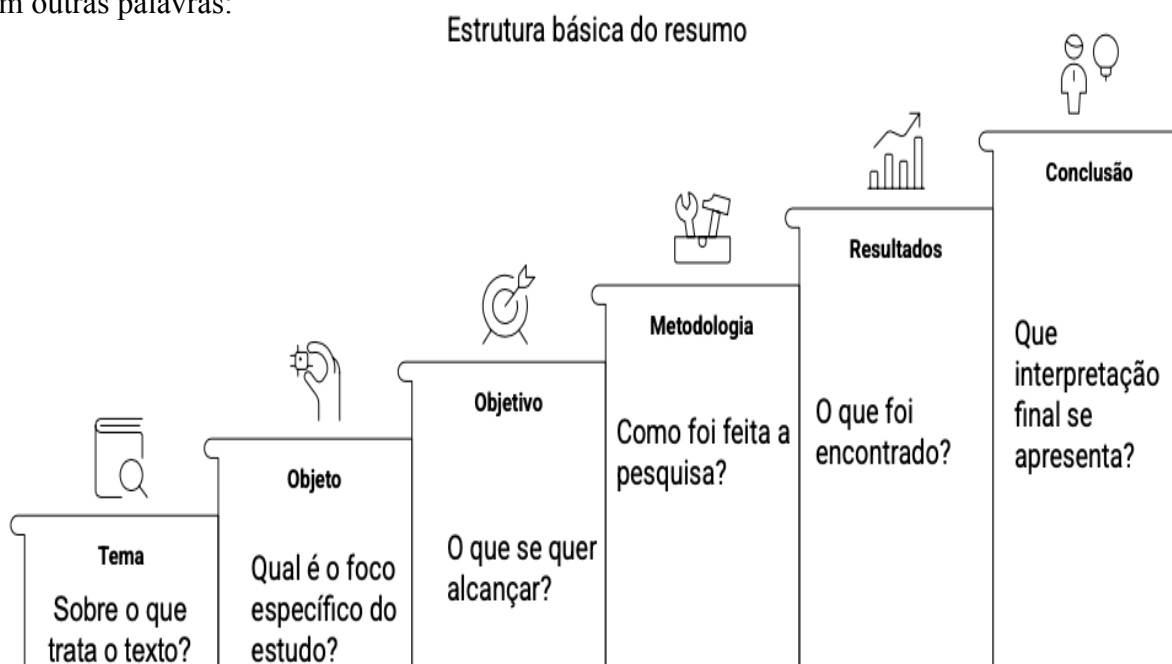 m outras palavras:
Estrutura básica do resumo
Tema
Sobre o que
trata o texto?
Objeto
Qual é o foco
específico do
estudo?
Objetivo
O que se quer
alcançar?
Metodologia
Como foi feita a
pesquisa?
Resultados
O que foi
encontrado?
Conclusão
Que
interpretação
final se
apresenta?